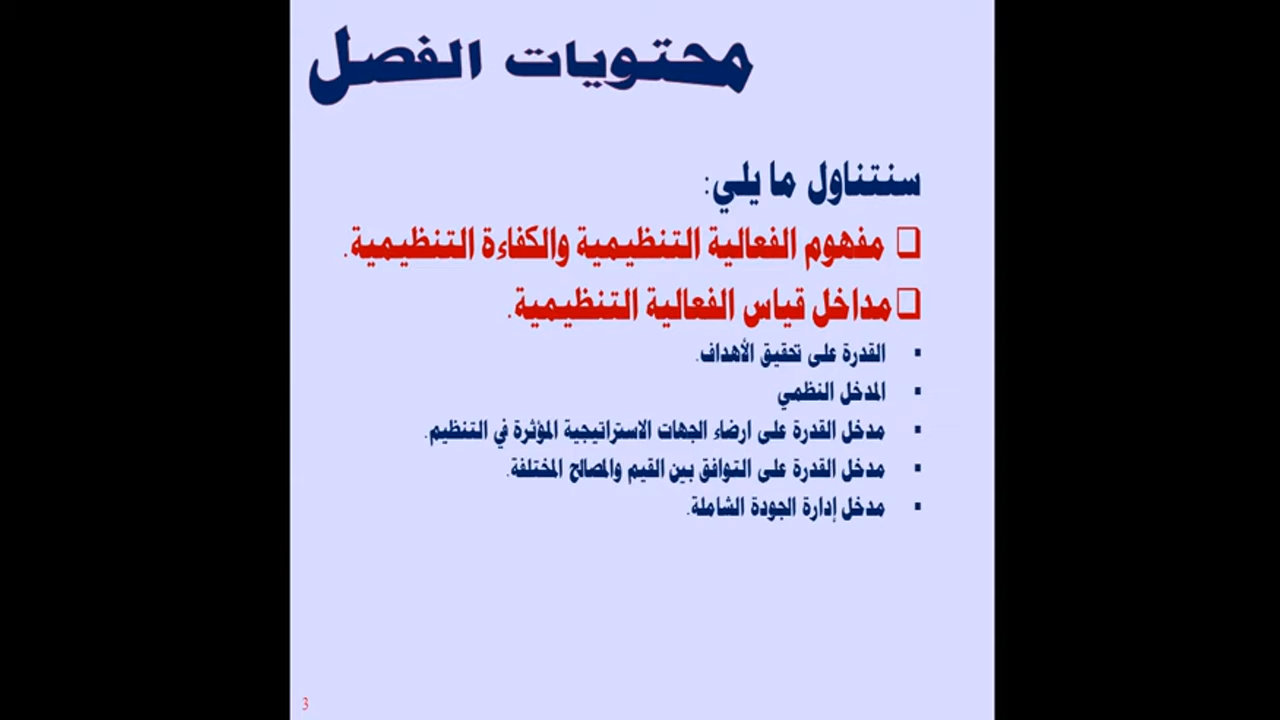 محتويات الفصل
سنتناول ما يلي:
❑ مفهوم الفعالية التنظيمية والكفاءة التنظيمية.
❑ مداخل قياس الفعالية التنظيمية.
▪ القدرة على تحقيق الأهداف.
▪ المدخل النظمي
▪ مدخل القدرة على ارضاء الجهات الاستراتيجية المؤثرة في التنظيم.
▪ مدخل القدرة على التوافق بين القيم والمصالح المختلفة.
▪ مدخل إدارة الجودة الشاملة.
3